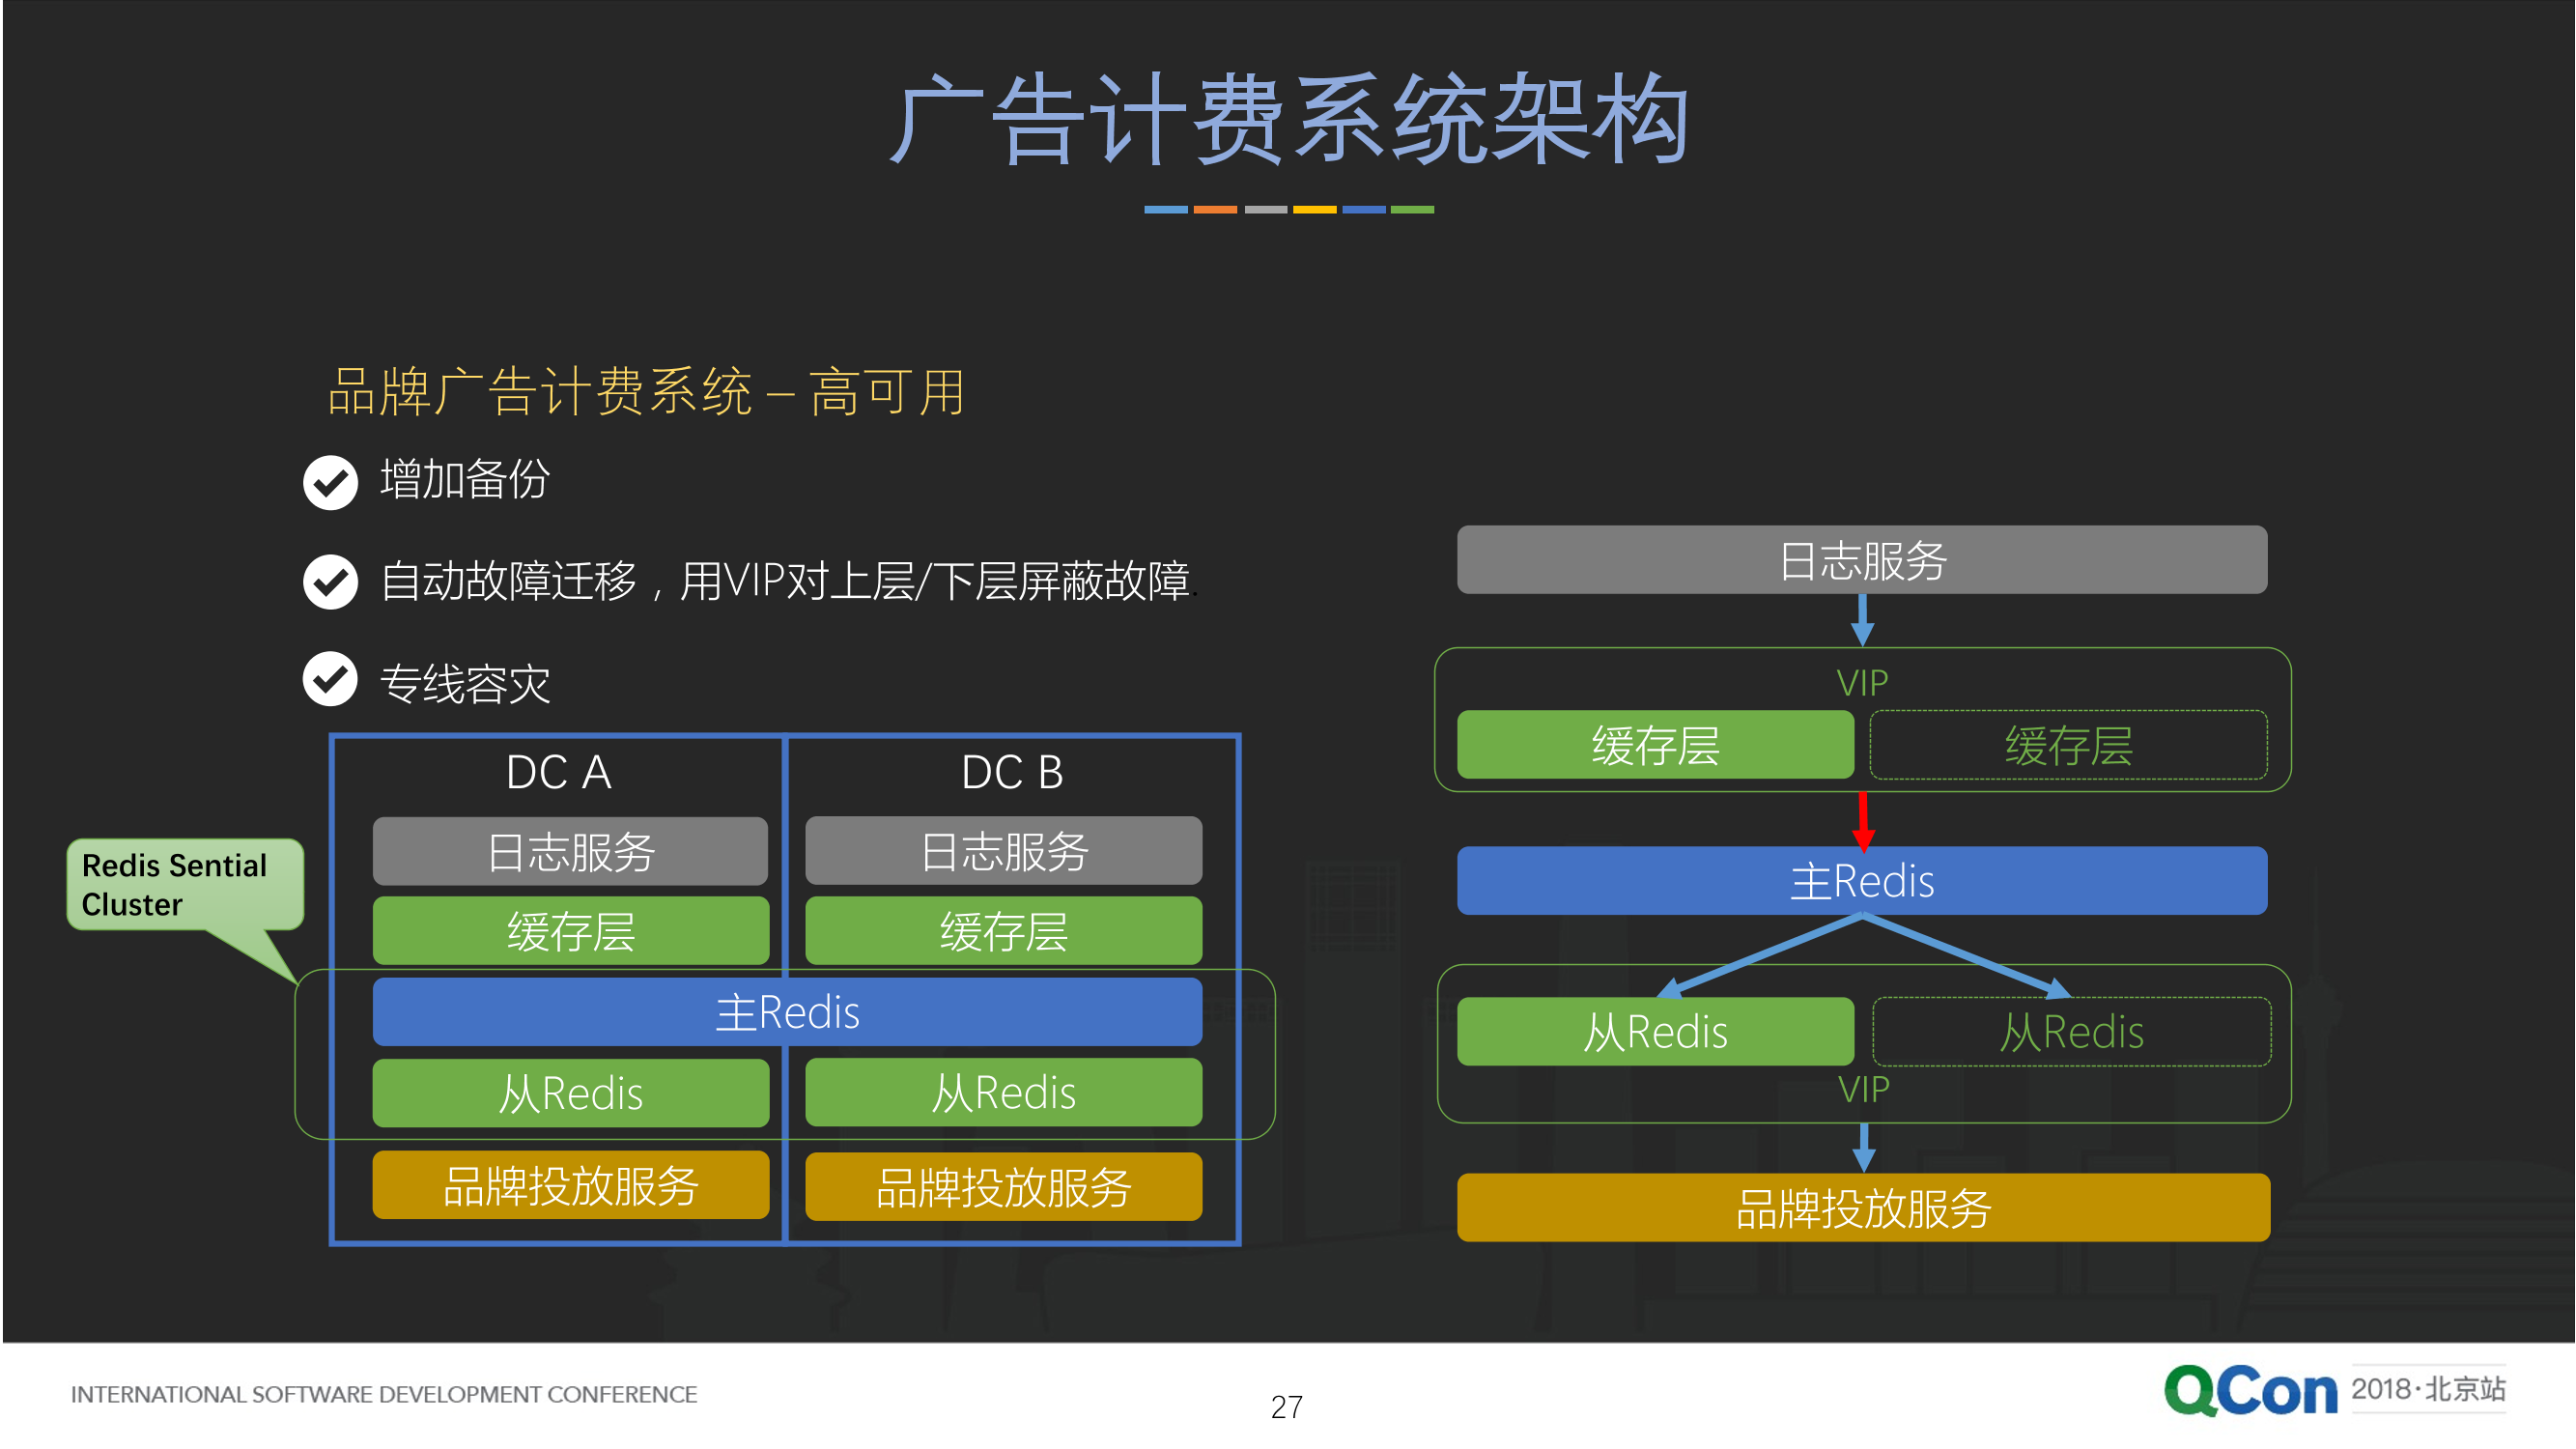 广告计费系统架构
品牌广告计费系统 – 高可用
增加备份
自动故障迁移，用VIP对上层/下层屏蔽故障.
专线容灾
DC A
DC B
日志服务
日志服务
缓存层
缓存层
主Redis
从Redis
从Redis
品牌投放服务
品牌投放服务
Redis Sential
Cluster
日志服务
VIP
缓存层
缓存层
主Redis
从Redis
从Redis
VIP
品牌投放服务
INTERNATIONAL SOFTWARE DEVELOPMENT CONFERENCE
27
QCon 2018·北京站